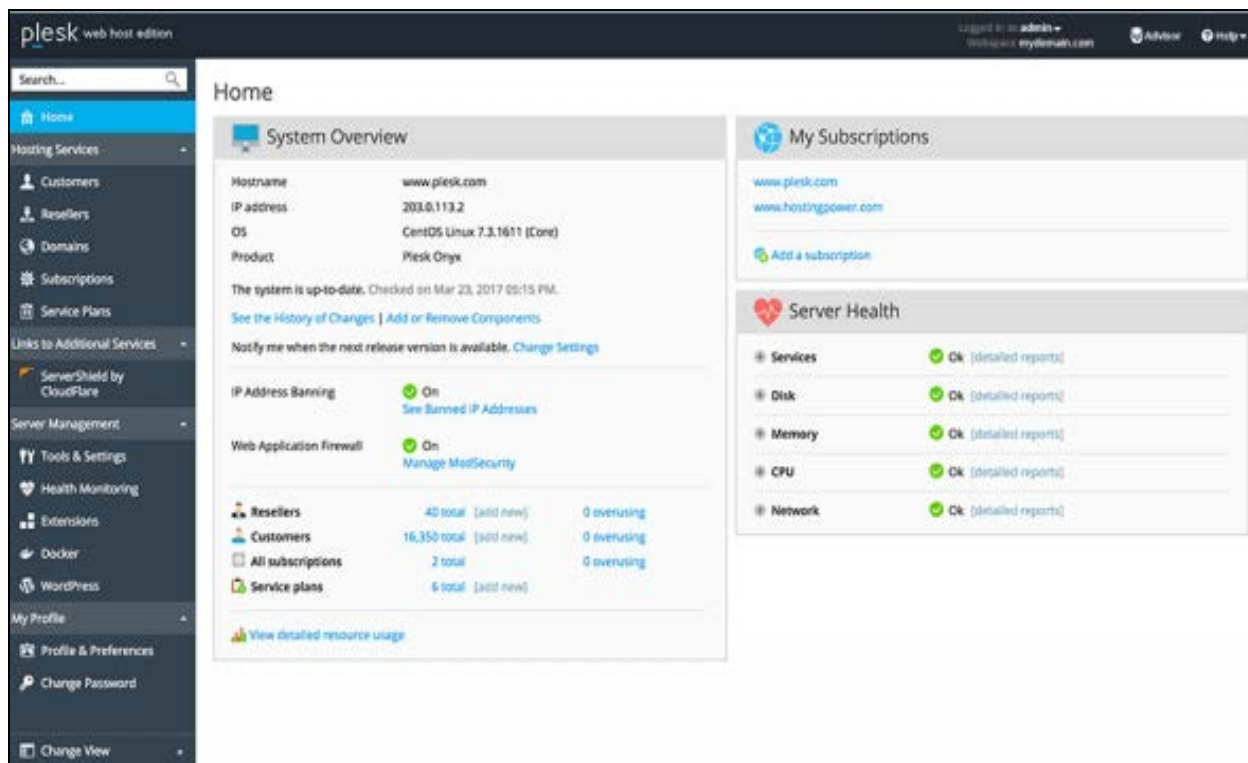 plesk web host edition
Logged in as admin
Webspace mydomain.com
Advisor
Help
Search...
Home
Hosting Services
Customers
Resellers
Domains
Subscriptions
Service Plans
Links to Additional Services
ServerShield by
CloudFlare
Server Management
Tools & Settings
Health Monitoring
Extensions
Docker
WordPress
My Profile
Profile & Preferences
Change Password
Change View
Home
System Overview
Hostname www.plesk.com
IP address 203.0.113.2
OS CentOS Linux 7.3.1611 (Core)
Product Plesk Onyx
The system is up-to-date. Checked on Mar 23, 2017 05:15 PM.
See the History of Changes | Add or Remove Components
Notify me when the next release version is available. Change Settings
IP Address Banning On
See Banned IP Addresses
Web Application Firewall On
Manage ModSecurity
Resellers 40 total [add new] 0 overusing
Customers 16,350 total [add new] 0 overusing
All subscriptions 2 total 0 overusing
Service plans 6 total [add new]
View detailed resource usage
My Subscriptions
www.plesk.com
www.hostingpower.com
Add a subscription
Server Health
Services Ok [detailed reports]
Disk Ok [detailed reports]
Memory Ok [detailed reports]
CPU Ok [detailed reports]
Network Ok [detailed reports]